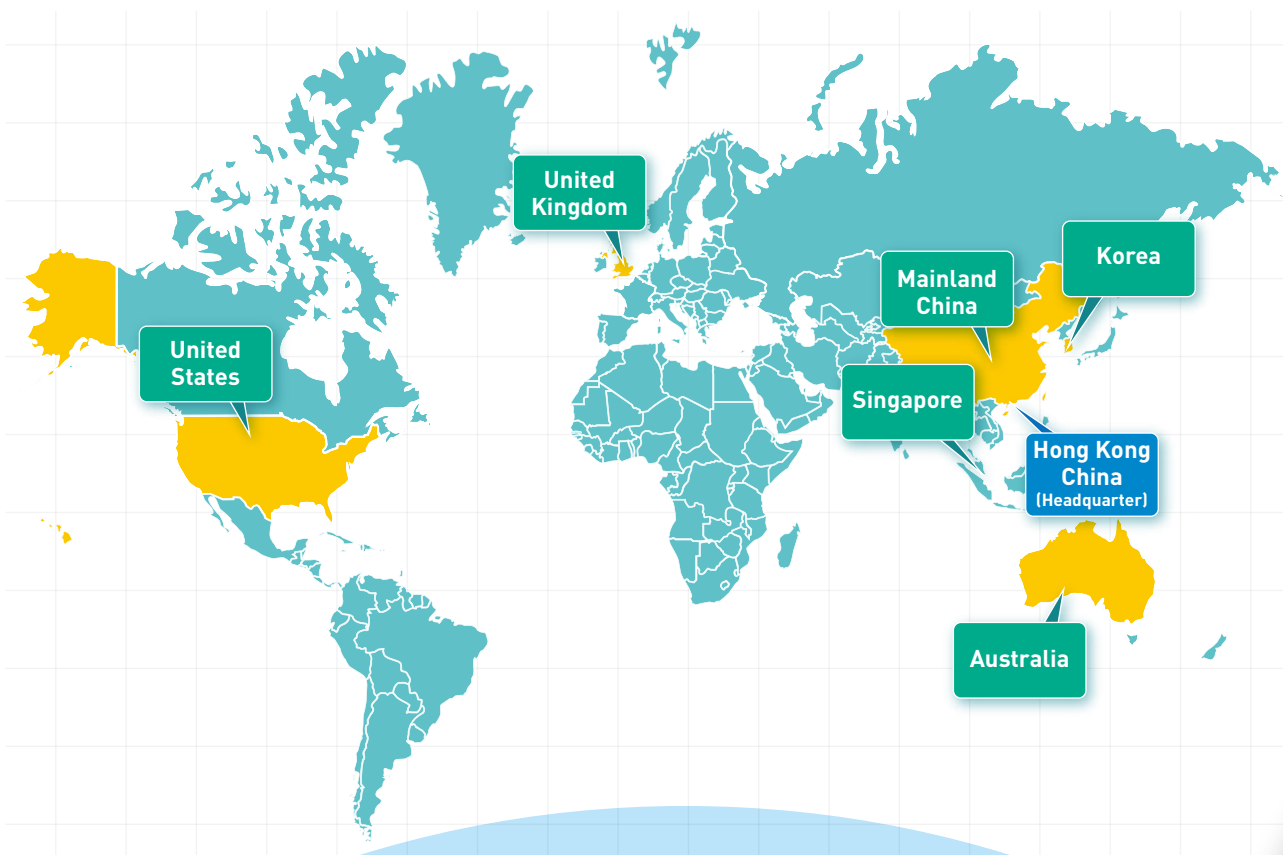 United
Kingdom
Korea
Mainland
China
United
States
Singapore
Hong Kong
China
(Headquarter)
Australia